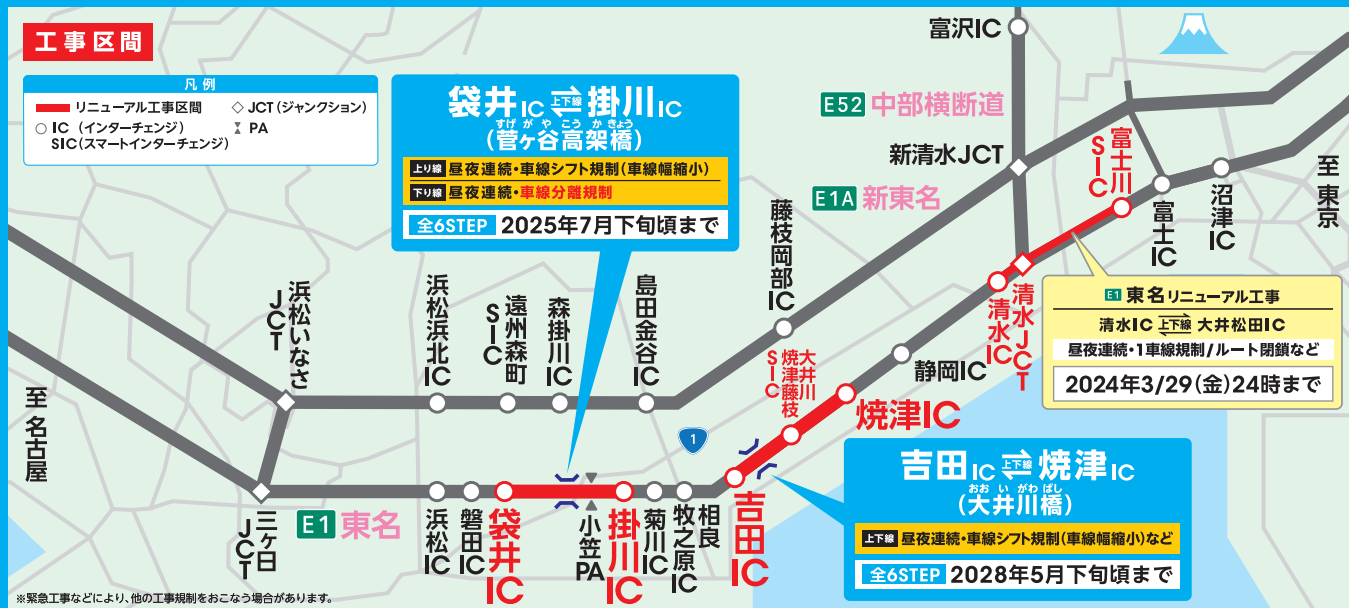 工事区間
凡例
リニューアル工事区間
◇ JCT(ジャンクション)
○ IC (インターチェンジ)
SIC(スマートインターチェンジ)
PA
袋井IC 上下線 掛川IC
すげがやこうかきょう
(菅ヶ谷高架橋)
上り線 昼夜連続・車線シフト規制(車線幅縮小)
下り線 昼夜連続・車線分離規制
全6STEP 2025年7月下旬頃まで
富沢IC
E52 中部横断道
新清水JCT
E1A 新東名
富士川SIC
富士IC
沼津IC
至 東京
藤枝岡部IC
島田金谷IC
森掛川IC
遠州森町SIC
浜松浜北IC
浜松いなさJCT
至 名古屋
清水JCT
清水IC
静岡IC
E1 東名リニューアル工事
清水IC 上下線 大井松田IC
昼夜連続・1車線規制/ルート閉鎖など
2024年3/29(金)24時まで
大井川焼津藤枝SIC
焼津IC
1
吉田IC 上下線 焼津IC
おおいがわばし
(大井川橋)
上下線 昼夜連続・車線シフト規制(車線幅縮小)など
全6STEP 2028年5月下旬頃まで
三ヶ日JCT
E1 東名
浜松IC
磐田IC
袋井IC
小笠PA
掛川IC
菊川IC
相良牧之原IC
吉田IC
※緊急工事などにより、他の工事規制をおこなう場合があります。